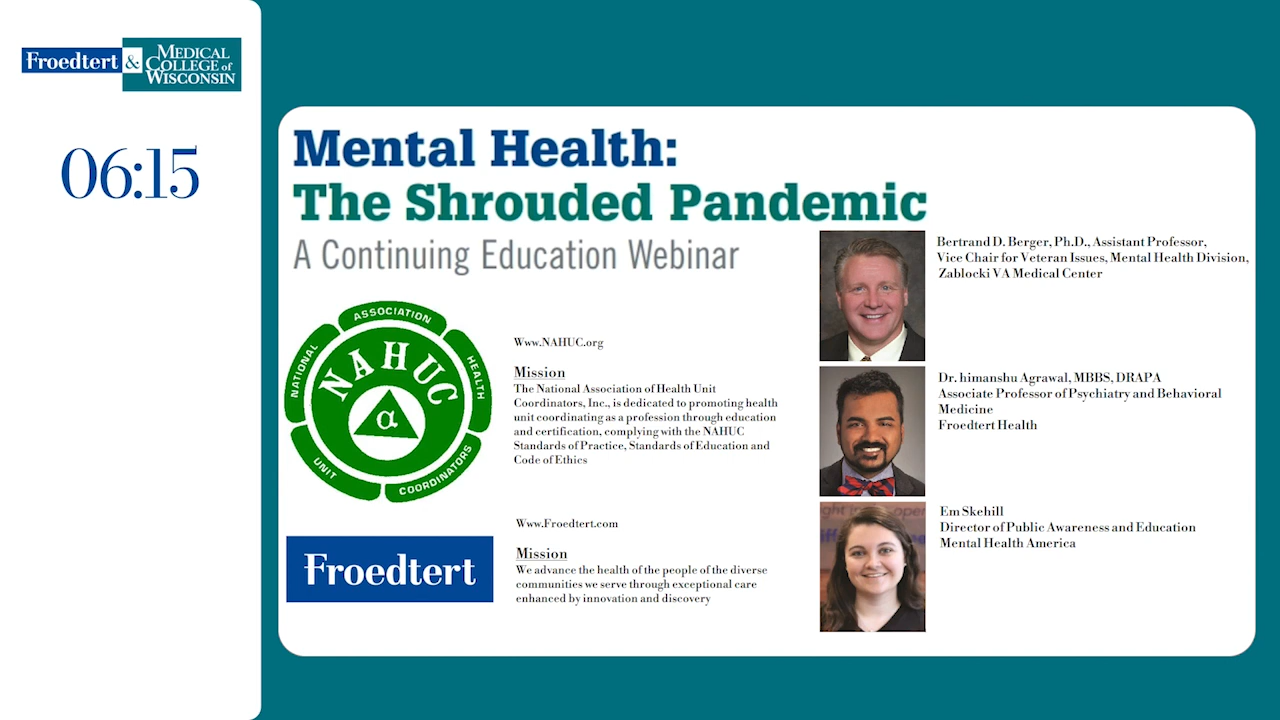 Froedtert & MEDICAL
COLLEGE of
WISCONSIN
06:15
Mental Health:
The Shrouded Pandemic
A Continuing Education Webinar
NATIONAL ASSOCIATION HEALTH UNIT COORDINATORS
NAHUC
α
Www.NAHUC.org
Mission
The National Association of Health Unit
Coordinators, Inc., is dedicated to promoting health
unit coordinating as a profession through education
and certification, complying with the NAHUC
Standards of Practice, Standards of Education and
Code of Ethics
Froedtert
Www.Froedtert.com
Mission
We advance the health of the people of the diverse
communities we serve through exceptional care
enhanced by innovation and discovery
Bertrand D. Berger, Ph.D., Assistant Professor,
Vice Chair for Veteran Issues, Mental Health Division,
Zablocki VA Medical Center
Dr. himanshu Agrawal, MBBS, DRAPA
Associate Professor of Psychiatry and Behavioral
Medicine
Froedtert Health
Em Skehill
Director of Public Awareness and Education
Mental Health America